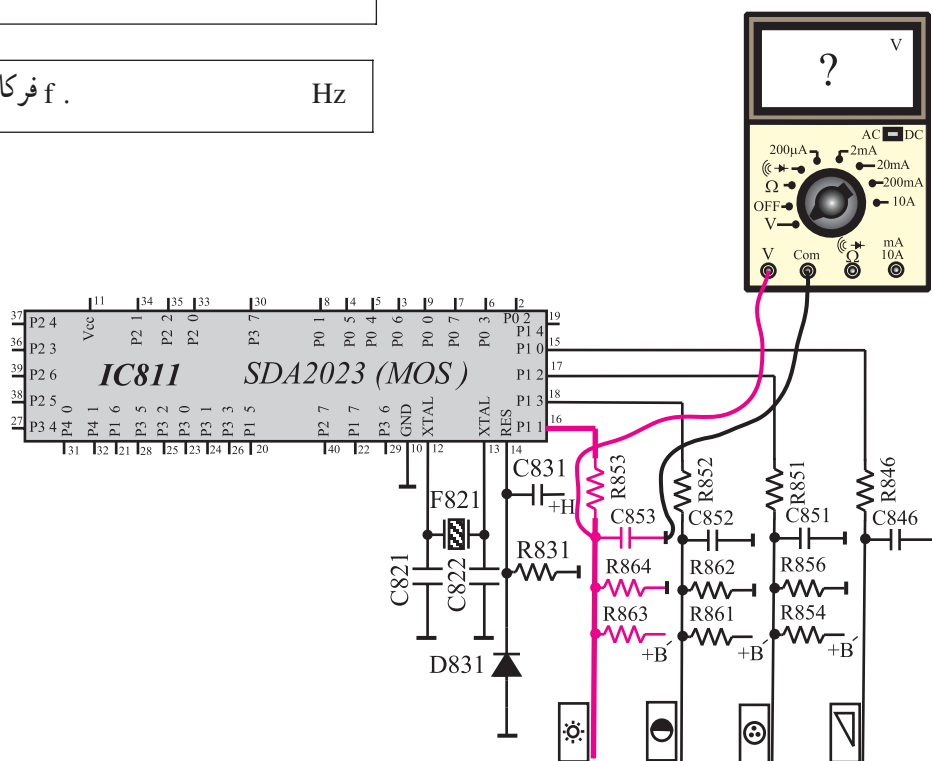 . f Hz
V
?
AC DC
200µA 2mA
20mA
Ω 200mA
OFF 10A
V
V Com Ω mA
10A
11 34 35 33 30 8 4 5 3 9 7 6 2
37 P2 4 Vcc P2 1 P2 2 P2 0 P3 7 P0 1 P0 5 P0 4 P0 6 P0 0 P0 7 P0 3 P0 2 19
P1 4
36 P2 3 P1 0 15
39 P2 6 IC811 SDA2023 (MOS) P1 2 17
38 P2 5 P1 3 18
27 P3 4 P4 0 P4 1 P1 6 P3 5 P3 2 P3 0 P3 1 P3 3 P1 5 P2 7 P1 7 P3 6 GND XTAL XTAL RES P1 1 16
31 32 21 28 25 23 24 26 20 40 22 29 10 12 13 14
C831 R853 R852 R851 R846
F821 +H C853 C852 C851 C846
C821 C822 R831 R864 R862 R856
R863 R861 R854
D831 +B′ +B′ +B′